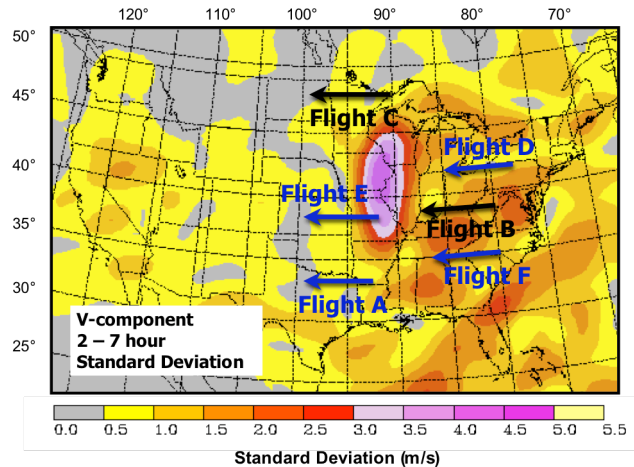 120° 110° 100° 90° 80° 70°
50°
45°
Flight C
40°
Flight D
Flight E
35°
Flight B
30°
Flight F
Flight A
25°
V-component
2 – 7 hour
Standard Deviation
0.0 0.5 1.0 1.5 2.0 2.5 3.0 3.5 4.0 4.5 5.0 5.5
Standard Deviation (m/s)